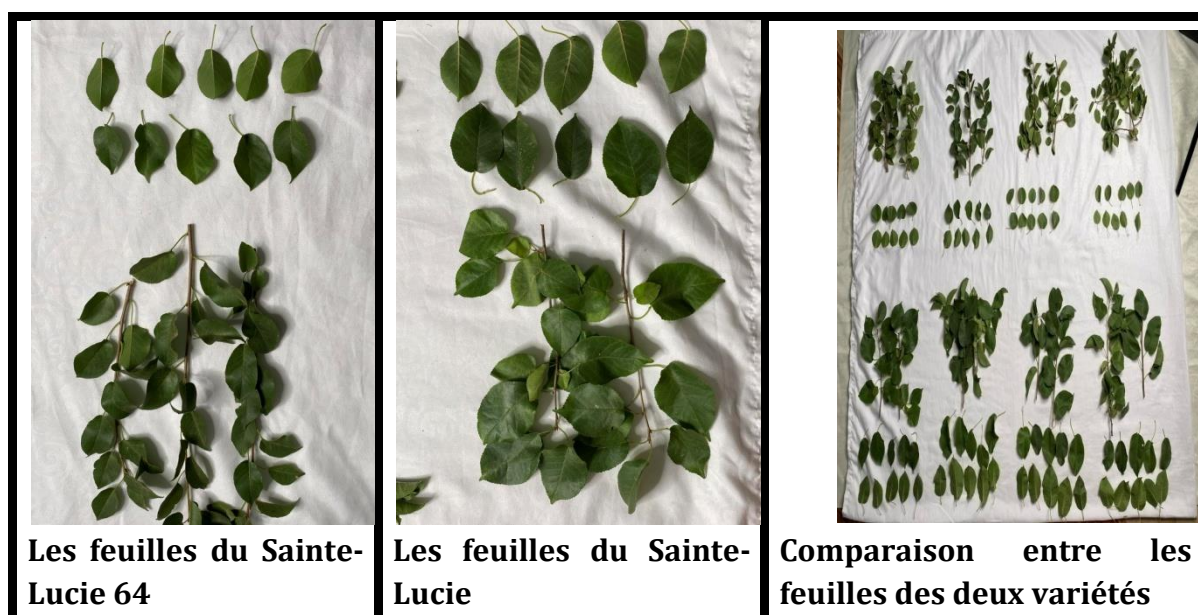 Les feuilles du Sainte-
Lucie 64
Les feuilles du Sainte-
Lucie
Comparaison entre les
feuilles des deux variétés